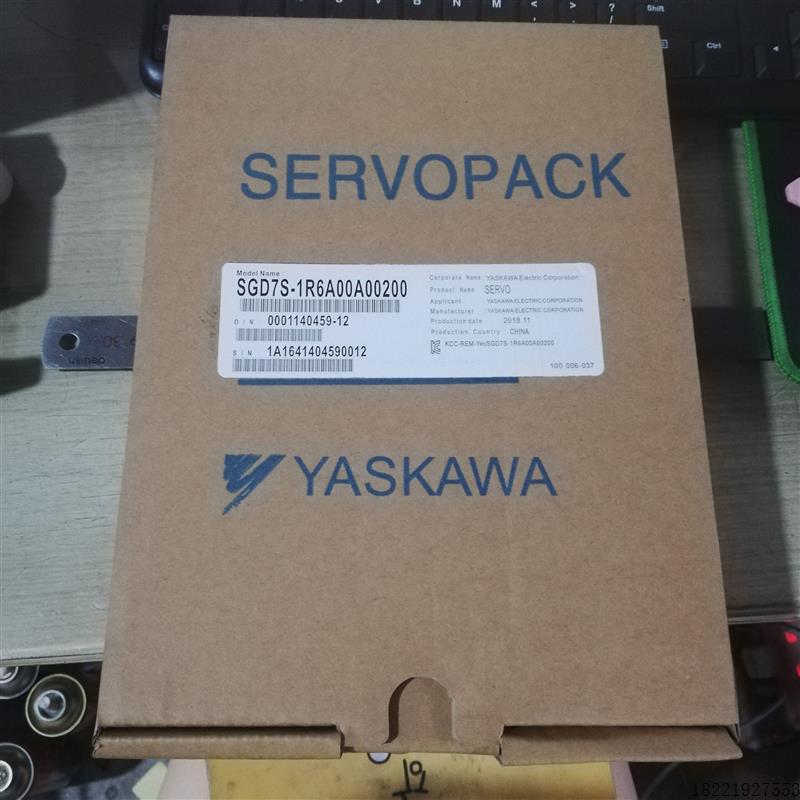 Shift
Ctrl
SERVOPACK
Model Name
SGD7S-1R6A00A00200
O/N 0001140459-12
S/N 1A1641404590012
Corporate Name: YASKAWA Electric Corporation
Product Name SERVO
Applicant : YASKAWA ELECTRIC CORPORATION
Manufacturer : YASKAWA ELECTRIC CORPORATION
Production date : 2018.11
Production Country : CHINA
KCC-REM-YecSGD7S-1R6A00A00200
100-006-037
30
deli
YASKAWA
18221927553